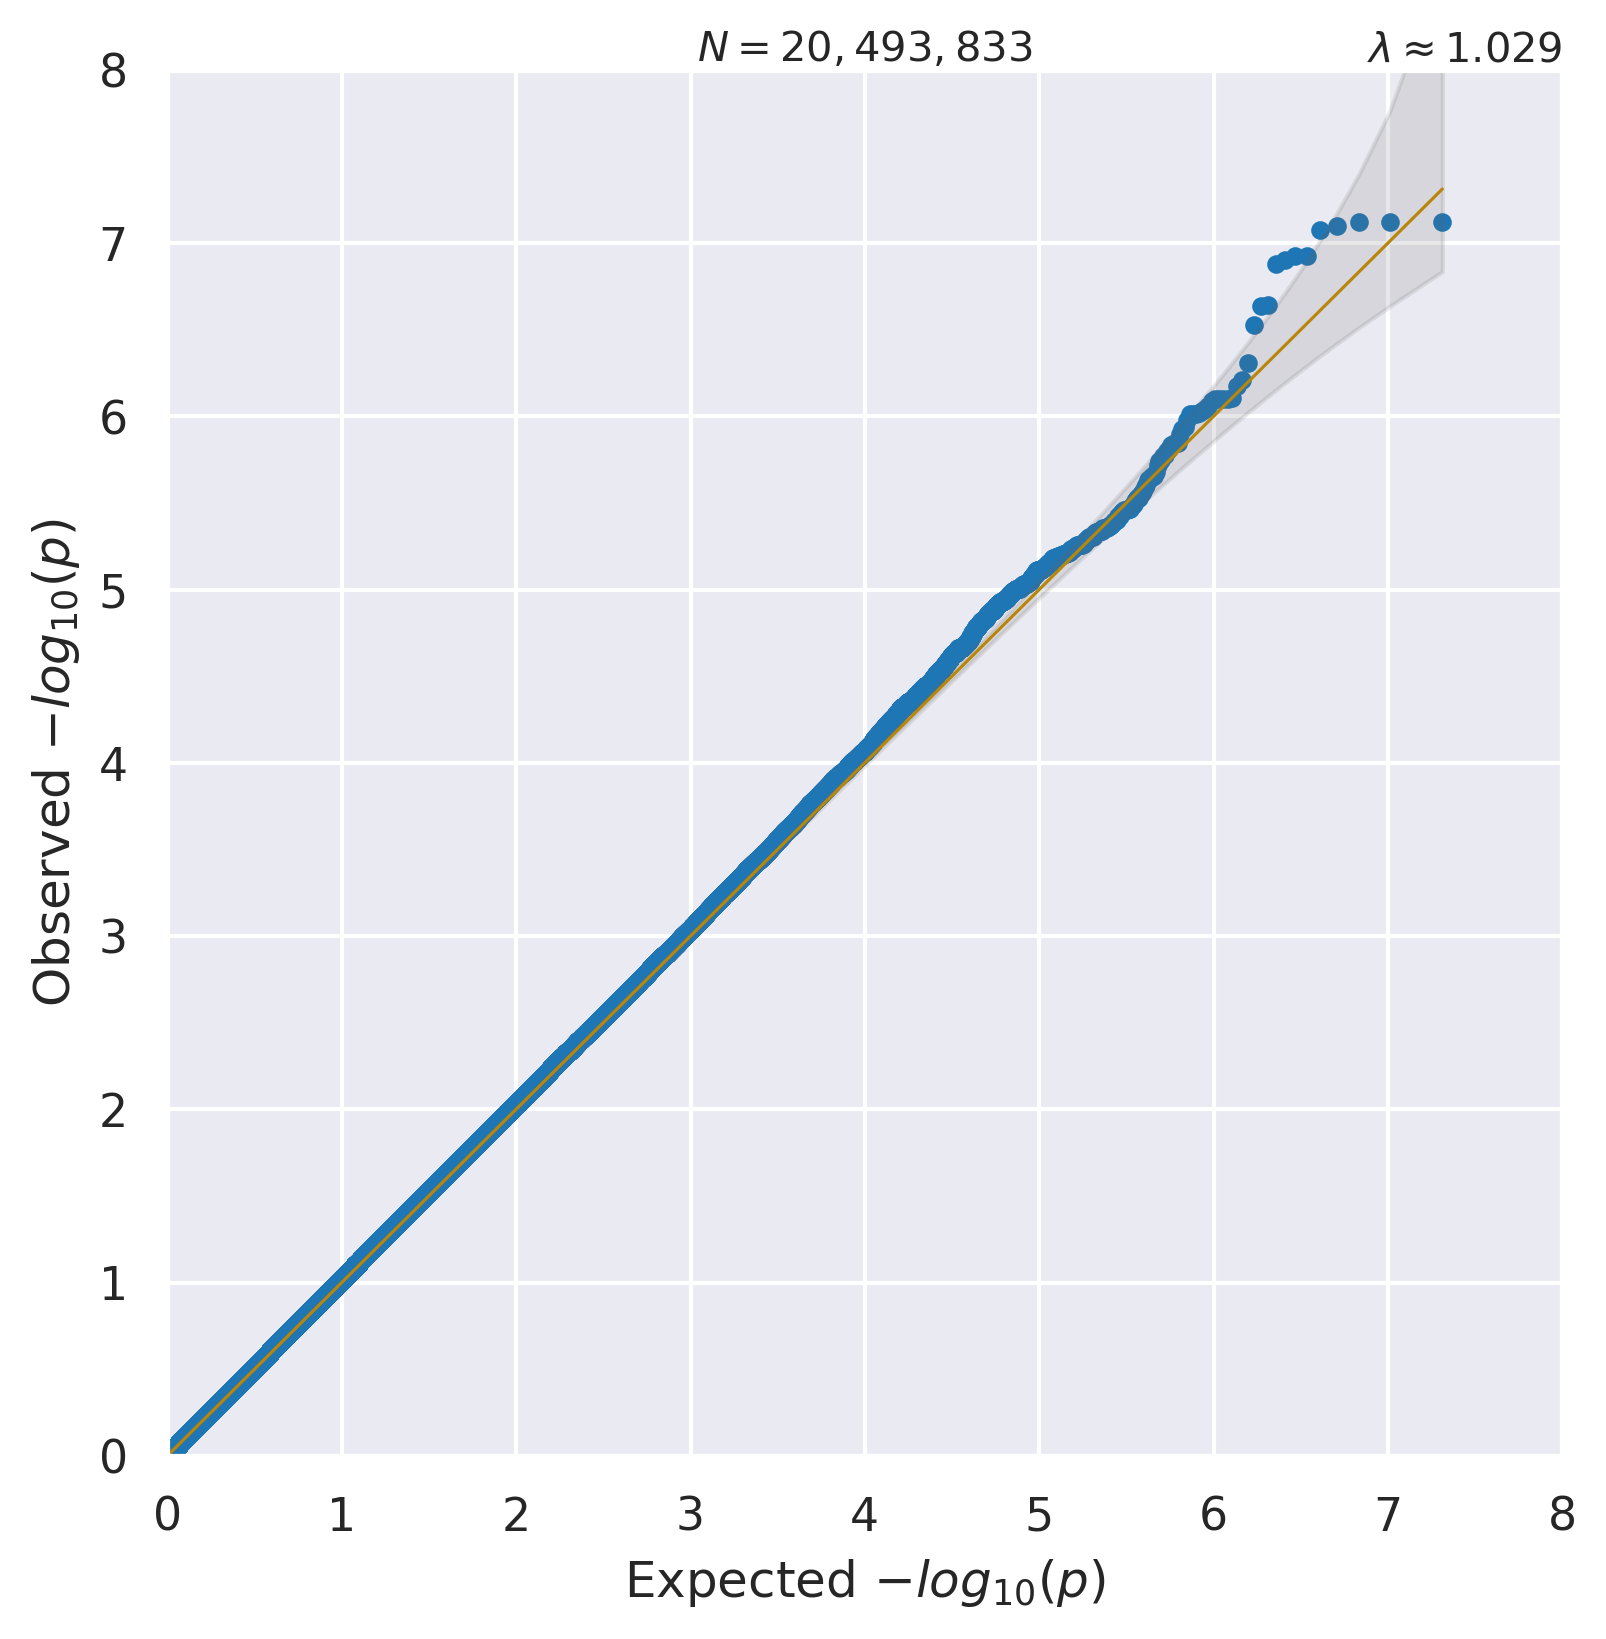 N = 20, 493, 833
λ ≈ 1.029
8
7
6
5
4
3
2
1
0
Observed −log₁₀(p)
0 1 2 3 4 5 6 7 8
Expected −log₁₀(p)